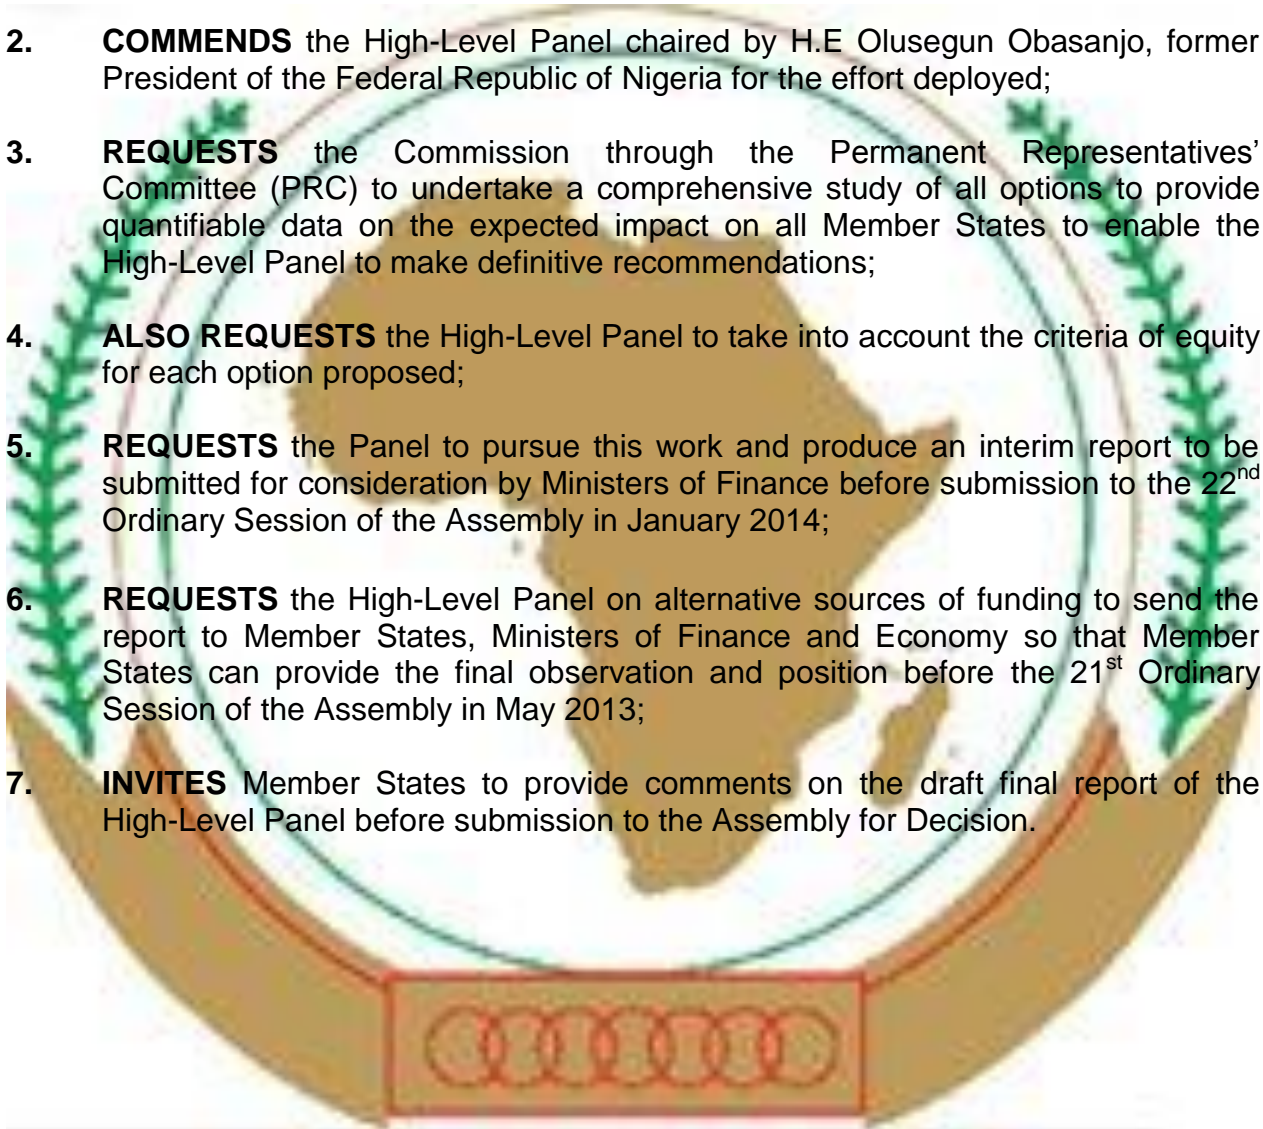 2. COMMENDS the High-Level Panel chaired by H.E Olusegun Obasanjo, former
President of the Federal Republic of Nigeria for the effort deployed;
3. REQUESTS the Commission through the Permanent Representatives’
Committee (PRC) to undertake a comprehensive study of all options to provide
quantifiable data on the expected impact on all Member States to enable the
High-Level Panel to make definitive recommendations;
4. ALSO REQUESTS the High-Level Panel to take into account the criteria of equity
for each option proposed;
5. REQUESTS the Panel to pursue this work and produce an interim report to be
submitted for consideration by Ministers of Finance before submission to the 22nd
Ordinary Session of the Assembly in January 2014;
6. REQUESTS the High-Level Panel on alternative sources of funding to send the
report to Member States, Ministers of Finance and Economy so that Member
States can provide the final observation and position before the 21st Ordinary
Session of the Assembly in May 2013;
7. INVITES Member States to provide comments on the draft final report of the
High-Level Panel before submission to the Assembly for Decision.